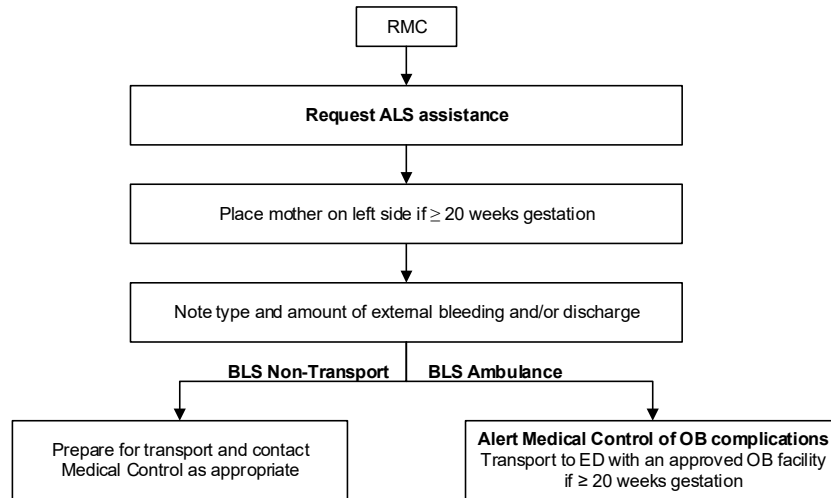 RMC
Request ALS assistance
Place mother on left side if ≥ 20 weeks gestation
Note type and amount of external bleeding and/or discharge
BLS Non-Transport
BLS Ambulance
Prepare for transport and contact
Medical Control as appropriate
Alert Medical Control of OB complications
Transport to ED with an approved OB facility
if ≥ 20 weeks gestation